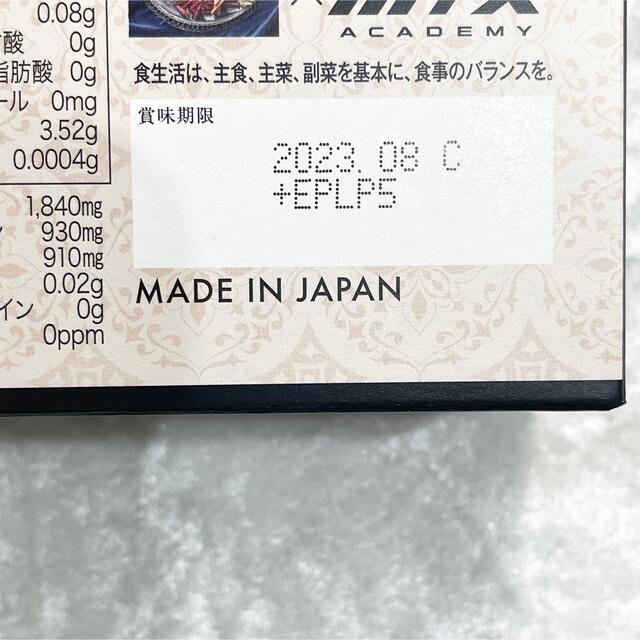 0.08g
酸 0g
脂肪酸 0g
ール 0mg
3.52g
0.0004g
1,840mg
930mg
910mg
0.02g
イン 0g
0ppm
MTX
ACADEMY
食生活は、主食、主菜、副菜を基本に、食事のバランスを。
賞味期限
2023.08 C
+EPLP5
MADE IN JAPAN